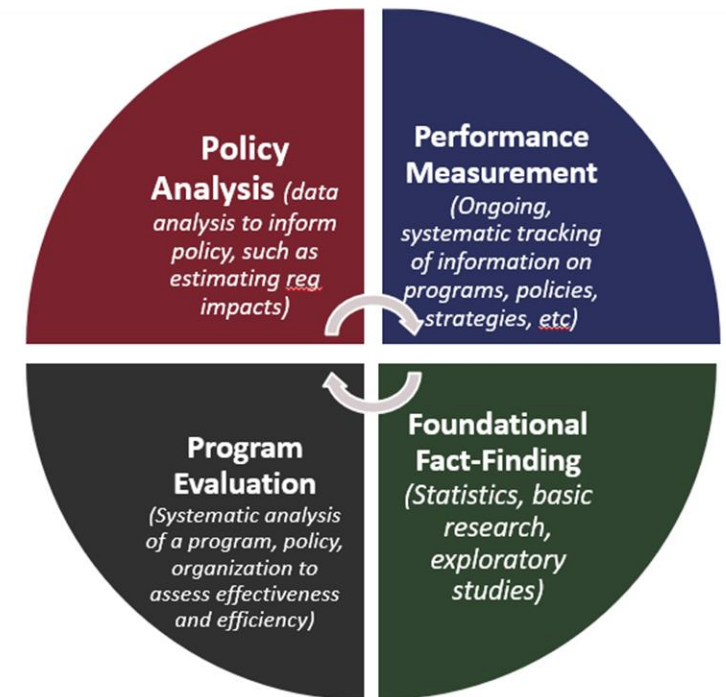 Policy
Analysis (data
analysis to inform
policy, such as
estimating reg
impacts)
Performance
Measurement
(Ongoing,
systematic tracking
of information on
programs, policies,
strategies, etc)
Program
Evaluation
(Systematic analysis
of a program, policy,
organization to
assess effectiveness
and efficiency)
Foundational
Fact-Finding
(Statistics, basic
research,
exploratory
studies)